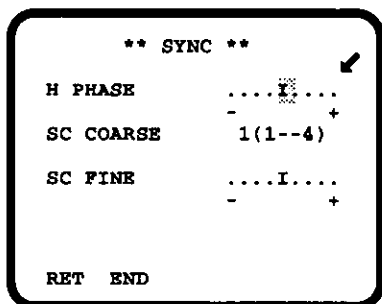 ** SYNC **
H PHASE ....I....
- +
SC COARSE 1(1--4)
SC FINE ....I....
- +
RET END